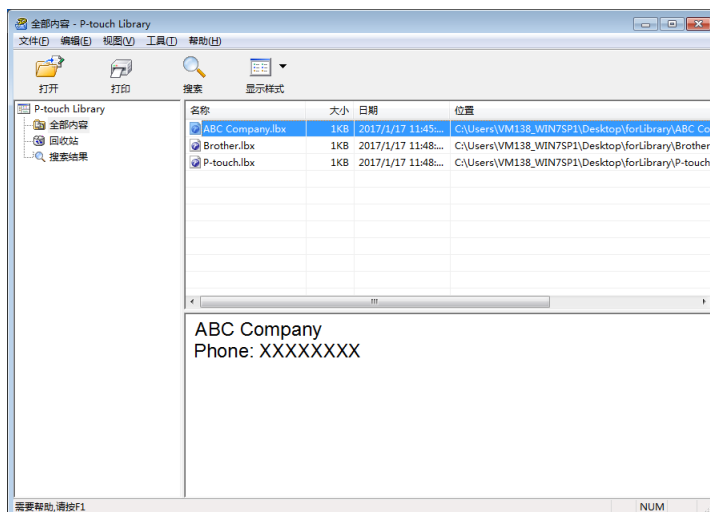 全部内容 - P-touch Library
文件(F) 编辑(E) 视图(V) 工具(T) 帮助(H)
打开 打印 搜索 显示样式
P-touch Library
全部内容
回收站
搜索结果
名称 大小 日期 位置
ABC Company.lbx 1KB 2017/1/17 11:45:... C:\Users\VM138_WIN7SP1\Desktop\forLibrary\ABC Co
Brother.lbx 1KB 2017/1/17 11:48:... C:\Users\VM138_WIN7SP1\Desktop\forLibrary\Brother
P-touch.lbx 1KB 2017/1/17 11:48:... C:\Users\VM138_WIN7SP1\Desktop\forLibrary\P-touch
ABC Company
Phone: XXXXXXXX
需要帮助,请按F1 NUM